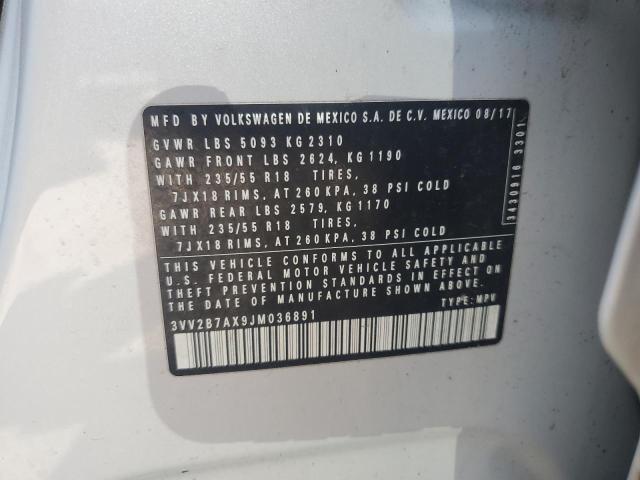 MFD BY VOLKSWAGEN DE MEXICO S.A. DE C.V. MEXICO 08/17
GVWR LBS 5093 KG 2310
GAWR FRONT LBS 2624, KG 1190
WITH 235/55 R18 TIRES,
7JX18 RIMS, AT 260 KPA, 38 PSI COLD
GAWR REAR LBS 2579, KG 1170
WITH 235/55 R18 TIRES,
7JX18 RIMS, AT 260 KPA, 38 PSI COLD
THIS VEHICLE CONFORMS TO ALL APPLICABLE
U.S. FEDERAL MOTOR VEHICLE SAFETY AND
THEFT PREVENTION STANDARDS IN EFFECT ON
THE DATE OF MANUFACTURE SHOWN ABOVE.
3VV2B7AX9JM036891 TYPE: MPV
3430916 3301